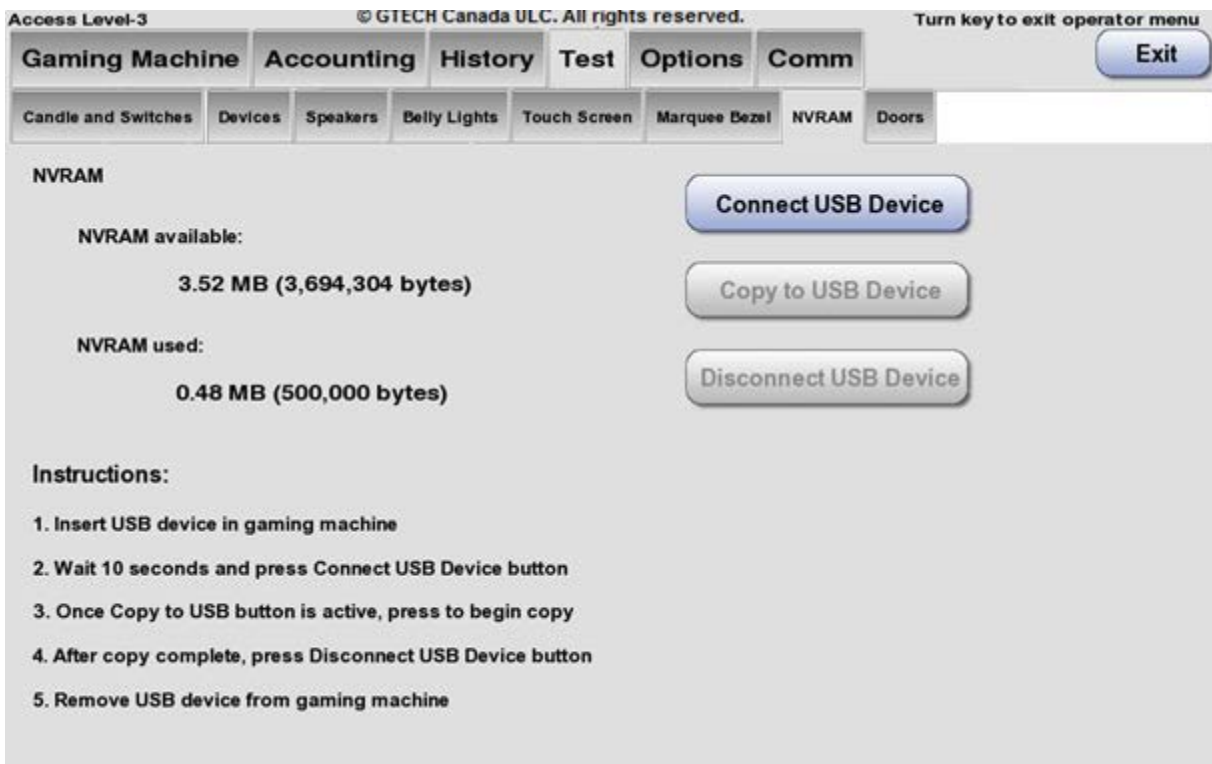 Access Level-3 © GTECH Canada ULC. All rights reserved. Turn key to exit operator menu
Gaming Machine Accounting History Test Options Comm Exit
Candle and Switches Devices Speakers Belly Lights Touch Screen Marquee Bezel NVRAM Doors
NVRAM
Connect USB Device
NVRAM available:
3.52 MB (3,694,304 bytes)
Copy to USB Device
NVRAM used:
0.48 MB (500,000 bytes)
Disconnect USB Device
Instructions:
1. Insert USB device in gaming machine
2. Wait 10 seconds and press Connect USB Device button
3. Once Copy to USB button is active, press to begin copy
4. After copy complete, press Disconnect USB Device button
5. Remove USB device from gaming machine